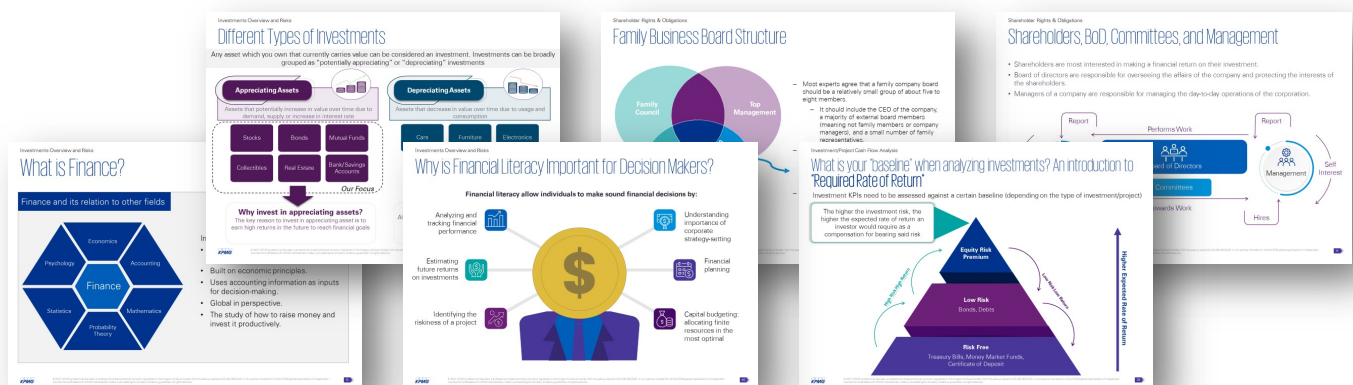 Investments Overview and Risks
Different Types of Investments
Any asset which you own that currently carries value can be considered an investment. Investments can be broadly
grouped as "potentially appreciating" or "depreciating" investments
Appreciating Assets
Assets that potentially increase in value over time due to
demand, supply or increase in interest rate
Stocks
Bonds
Mutual Funds
Collectibles
Real Estate
Bank/Savings
Accounts
Our Focus
Why invest in appreciating assets?
The key reason to invest in appreciating asset is to
earn high returns in the future to reach financial goals
Depreciating Assets
Assets that decrease in value over time due to usage and
consumption
Cars
Furniture
Electronics
KPMG
Shareholder Rights & Obligations
Family Business Board Structure
Family
Council
Top
Management
– Most experts agree that a family company board
should be a relatively small group of about five to
eight members.
– It should include the CEO of the company,
a majority of external board members
(meaning not family members or company
managers), and a small number of family
representatives.
Shareholder Rights & Obligations
Shareholders, BoD, Committees, and Management
• Shareholders are most interested in making a financial return on their investment.
• Board of directors are responsible for overseeing the affairs of the company and protecting the interests of
the shareholders.
• Managers of a company are responsible for managing the day-to-day operations of the corporation.
Report
Performs Work
Report
of Directors
Committees
Management
Self
Interest
Work
Hires
What is Finance?
Finance and its relation to other fields
Economics
Psychology
Accounting
Finance
Statistics
Mathematics
Probability
Theory
• Built on economic principles.
• Uses accounting information as inputs
for decision-making.
• Global in perspective.
• The study of how to raise money and
invest it productively.
KPMG
Investments Overview and Risks
Why is Financial Literacy Important for Decision Makers?
Financial literacy allow individuals to make sound financial decisions by:
Analyzing and
tracking financial
performance
Estimating
future returns
on investments
Identifying the
riskiness of a project
$
Understanding
importance of
corporate
strategy-setting
Financial
planning
Capital budgeting:
allocating finite
resources in the
most optimal
KPMG
Investment/Project Cash Flow Analysis
What is your "baseline" when analyzing investments? An introduction to
"Required Rate of Return"
Investment KPIs need to be assessed against a certain baseline (depending on the type of investment/project)
The higher the investment risk, the
higher the expected rate of return an
investor would require as a
compensation for bearing said risk
Equity Risk
Premium
Low Risk
Bonds, Debts
Risk Free
Treasury Bills, Money Market Funds,
Certificate of Deposit
High Risk High Return
Low Risk Low Return
Higher Expected Rate of Return
KPMG